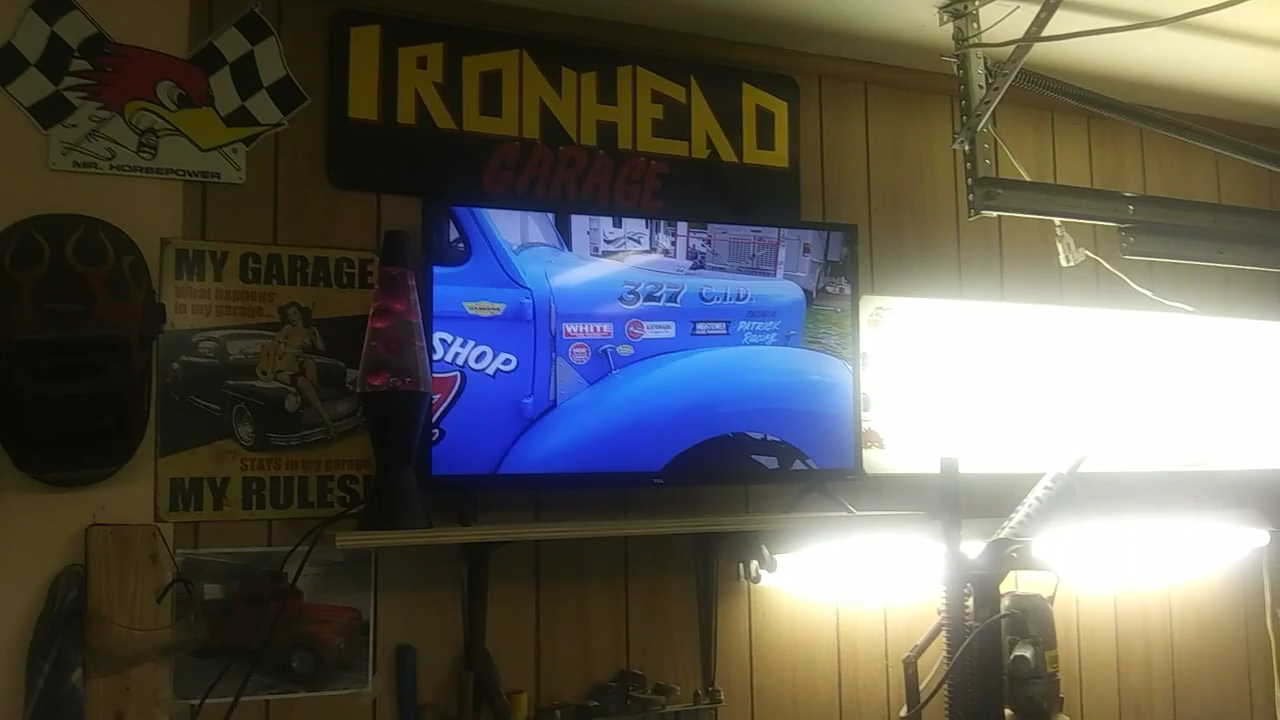 IRONHEAD
GARAGE
MR. HORSEPOWER
MY GARAGE
What happens
in my garage...
STAYS in my garage
MY RULES!
327 C.I.D.
WHITE
PATRICK
Racing
SHOP
TCL